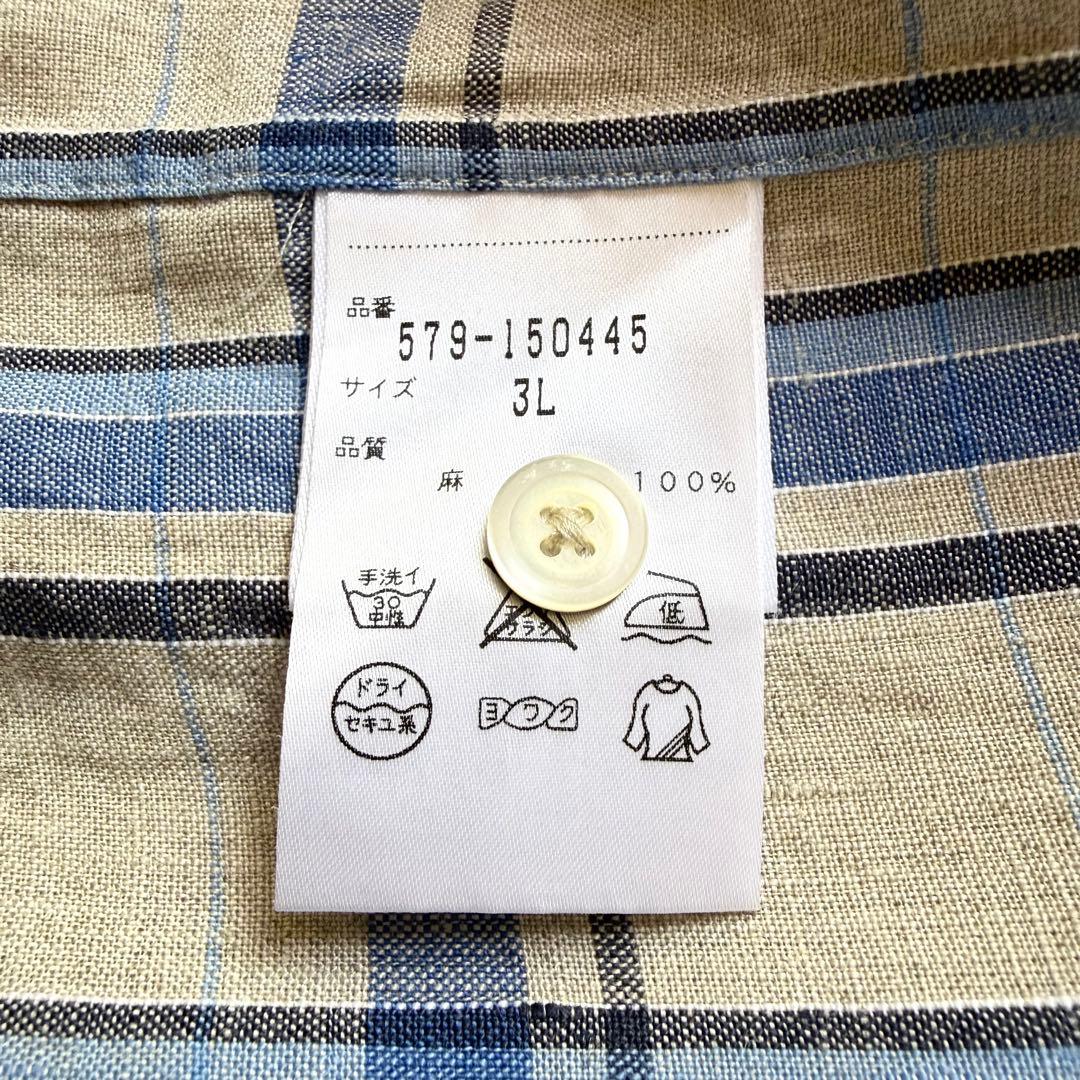 品番
579-150445
サイズ 3L
品質
麻 100%
手洗イ
30
中性
低
ドライ
セキユ系
ヨワク